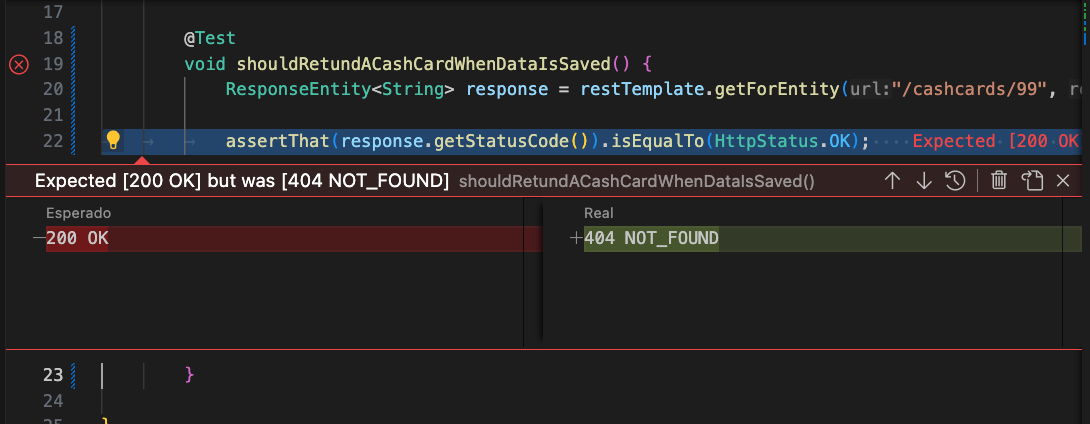 17
18 @Test
19 void shouldRetundACashCardWhenDataIsSaved() {
20 ResponseEntity<String> response = restTemplate.getForEntity(url:"/cashcards/99",
21
22 assertThat(response.getStatusCode()).isEqualTo(HttpStatus.OK); Expected [200 OK
Expected [200 OK] but was [404 NOT_FOUND] shouldRetundACashCardWhenDataIsSaved()
Esperado
Real
−200 OK
+404 NOT_FOUND
23 }
24
25 }